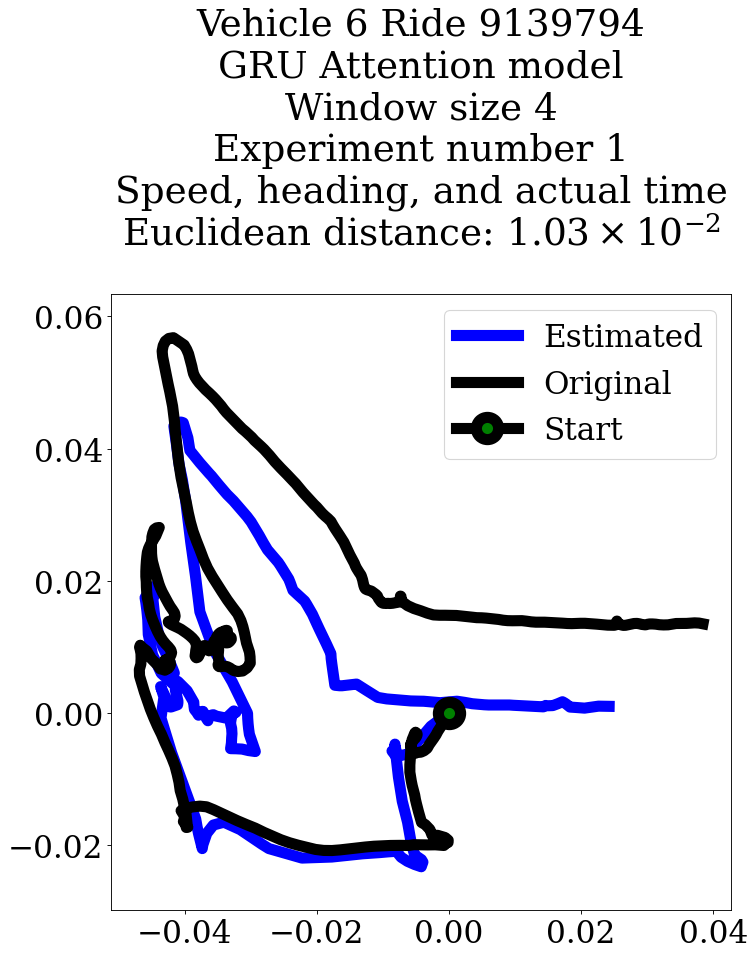 Vehicle 6 Ride 9139794
GRU Attention model
Window size 4
Experiment number 1
Speed, heading, and actual time
Euclidean distance: 1.03 × 10⁻²
Estimated
Original
Start
0.06
0.04
0.02
0.00
−0.02
−0.04
−0.02
0.00
0.02
0.04